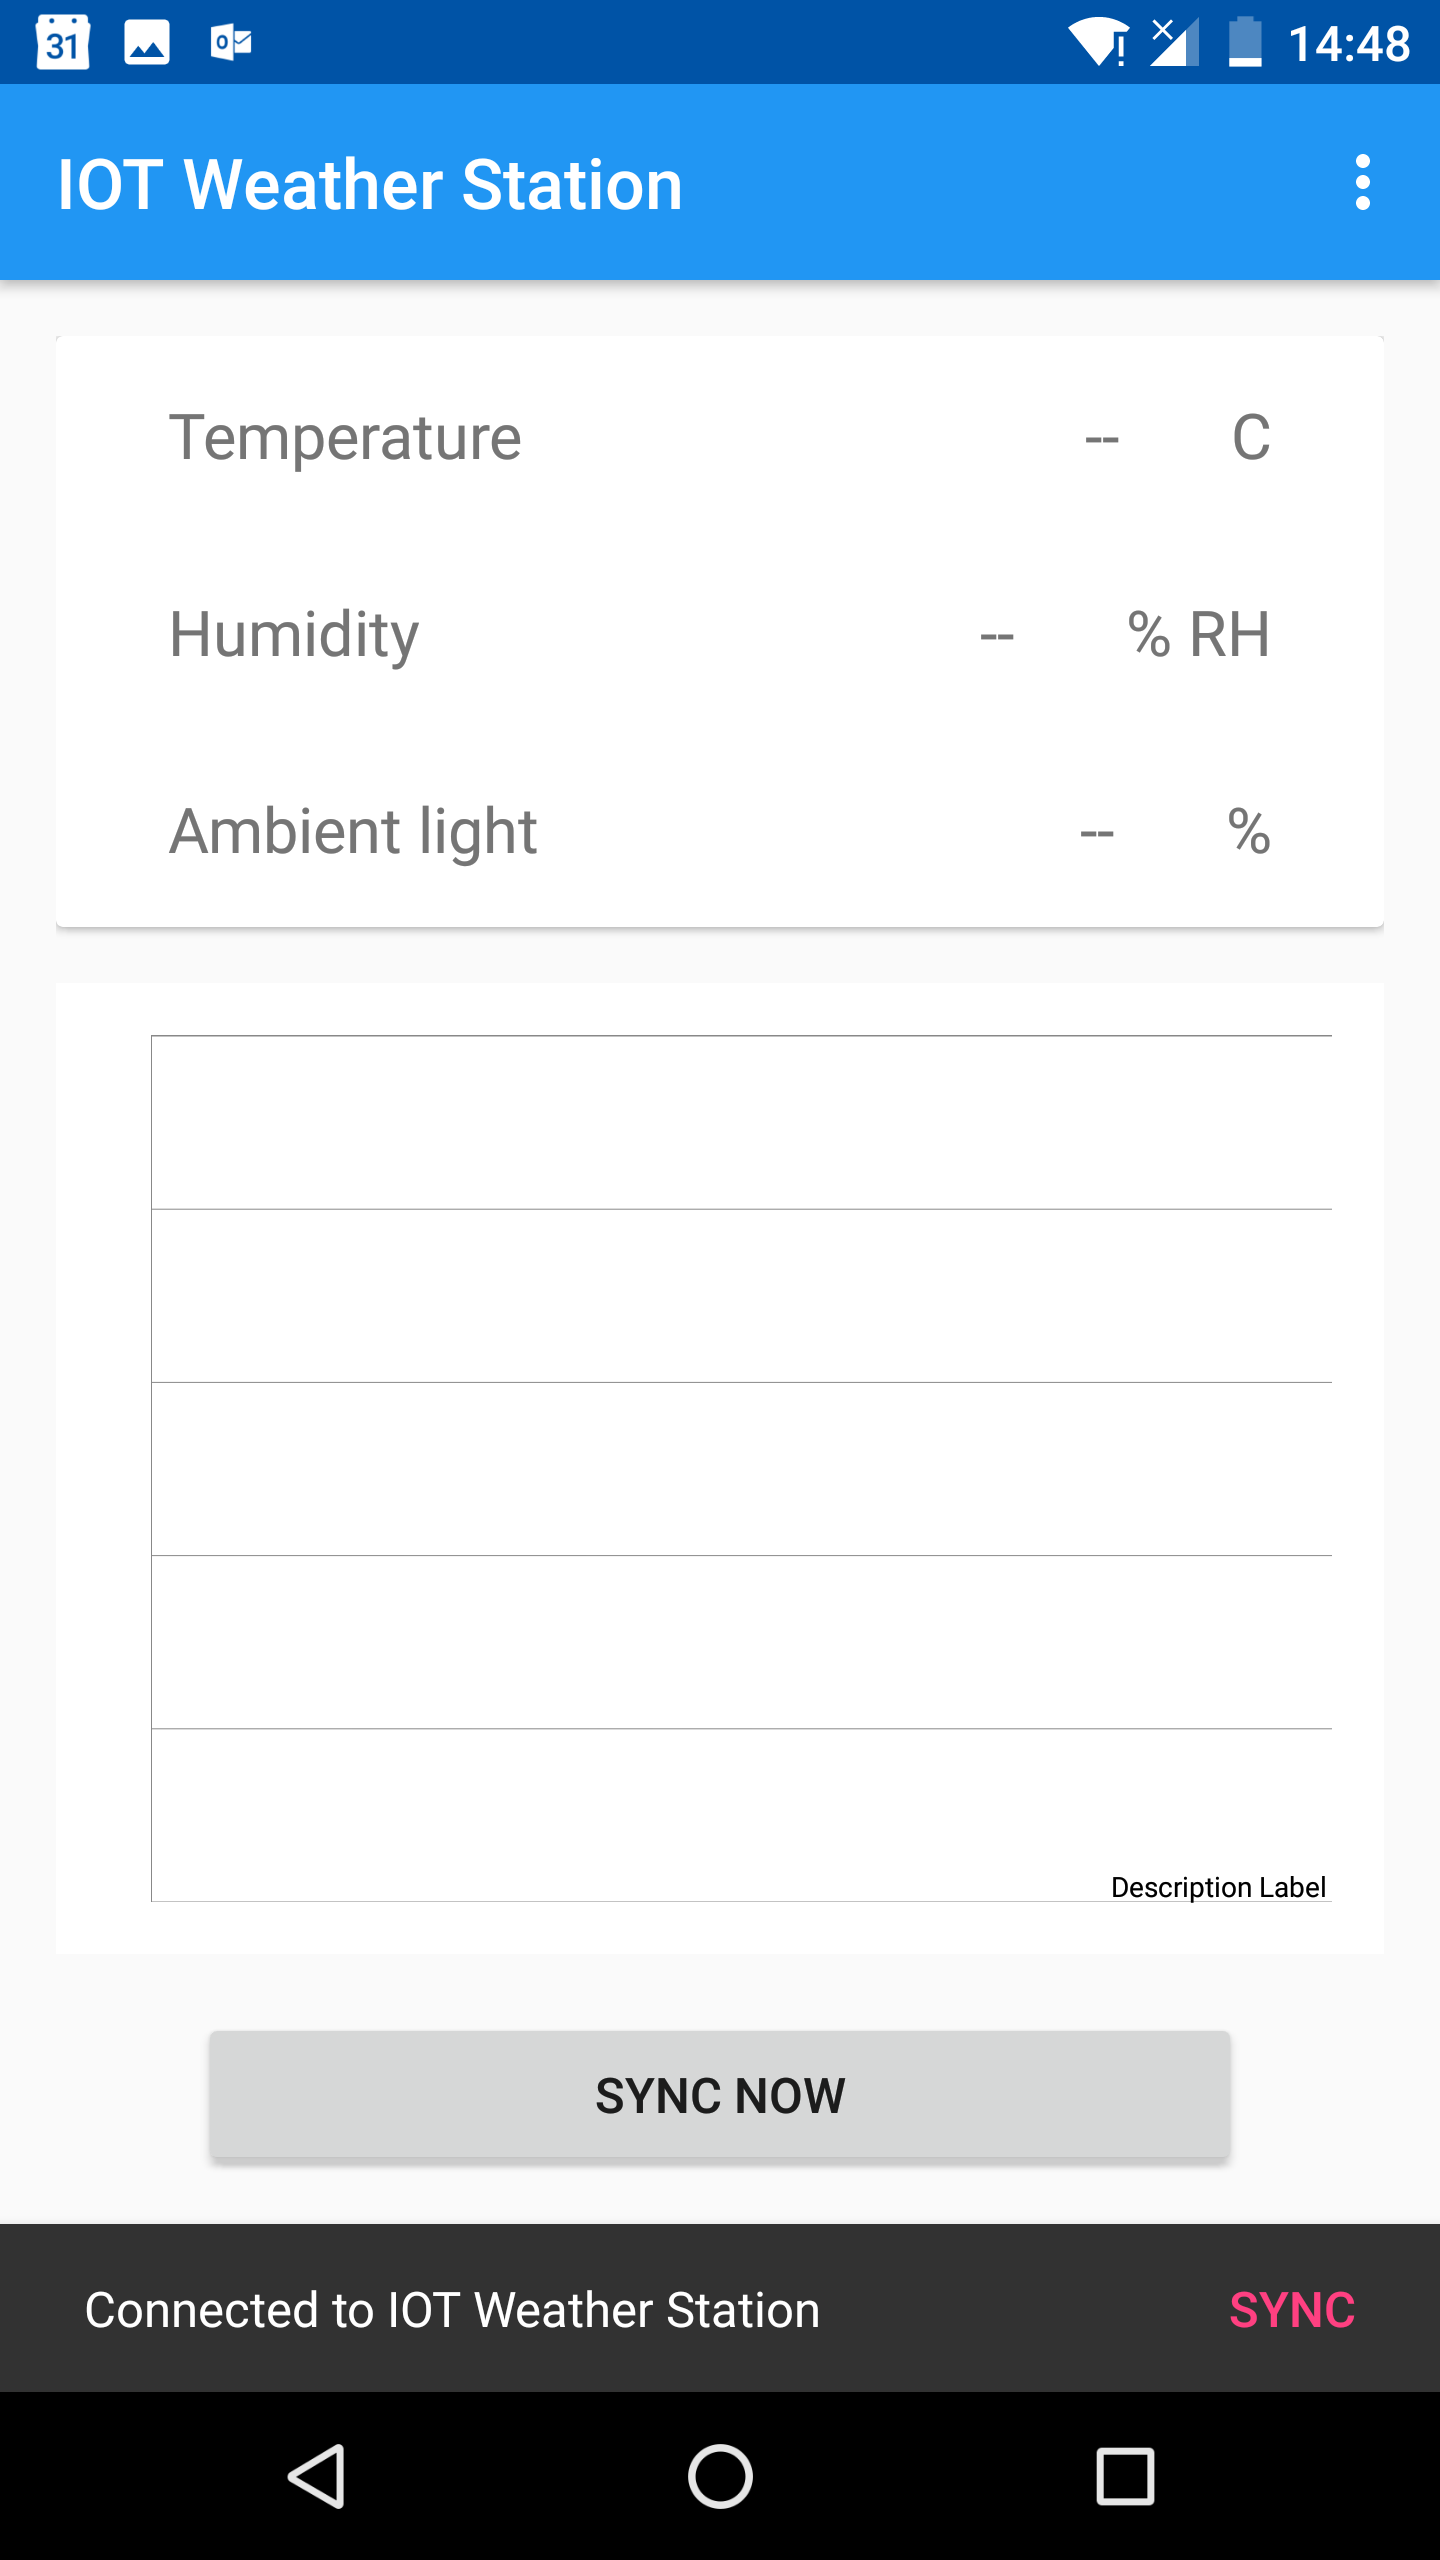 31 14:48
IOT Weather Station
Temperature -- C
Humidity -- % RH
Ambient light -- %
Description Label
SYNC NOW
Connected to IOT Weather Station SYNC